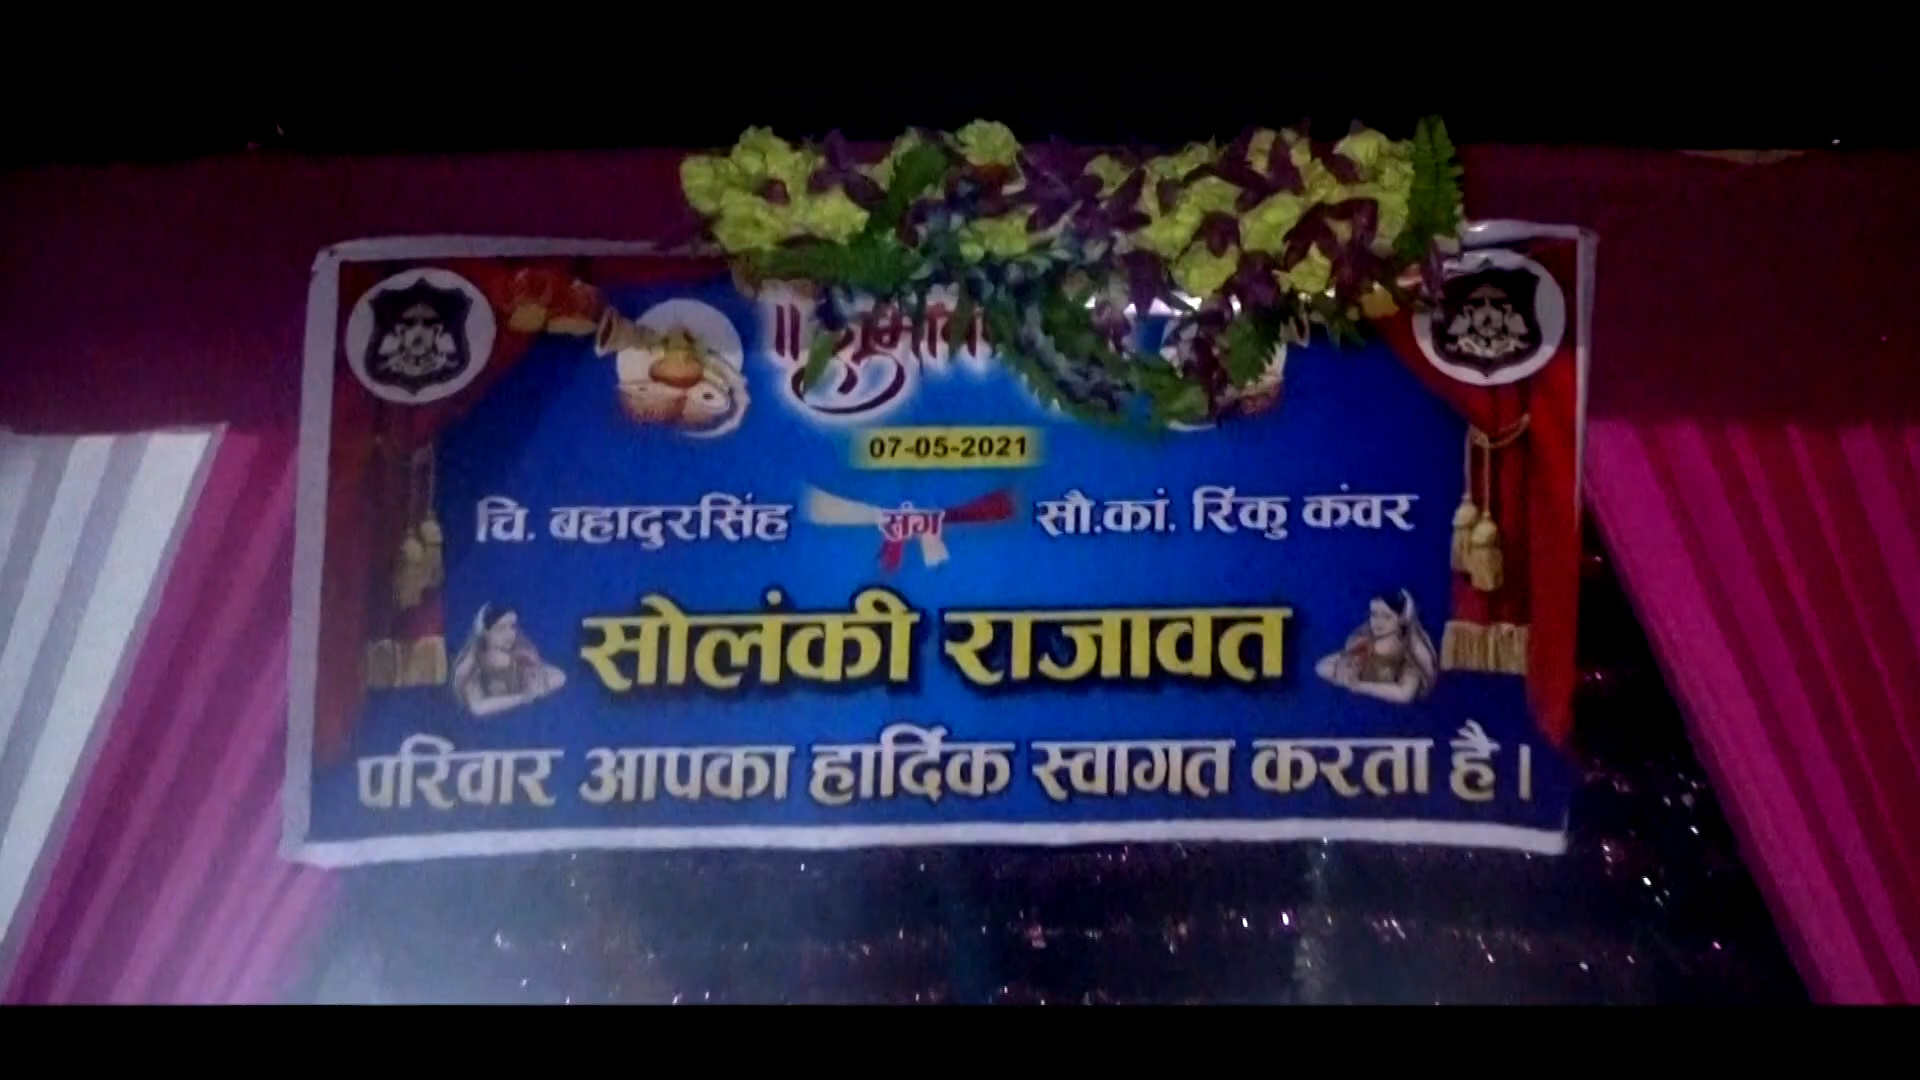 07-05-2021
चि. बहादुरसिंह संग सौ.कां. रिंकु कंवर
सोलंकी राजावत
परिवार आपका हार्दिक स्वागत करता है।